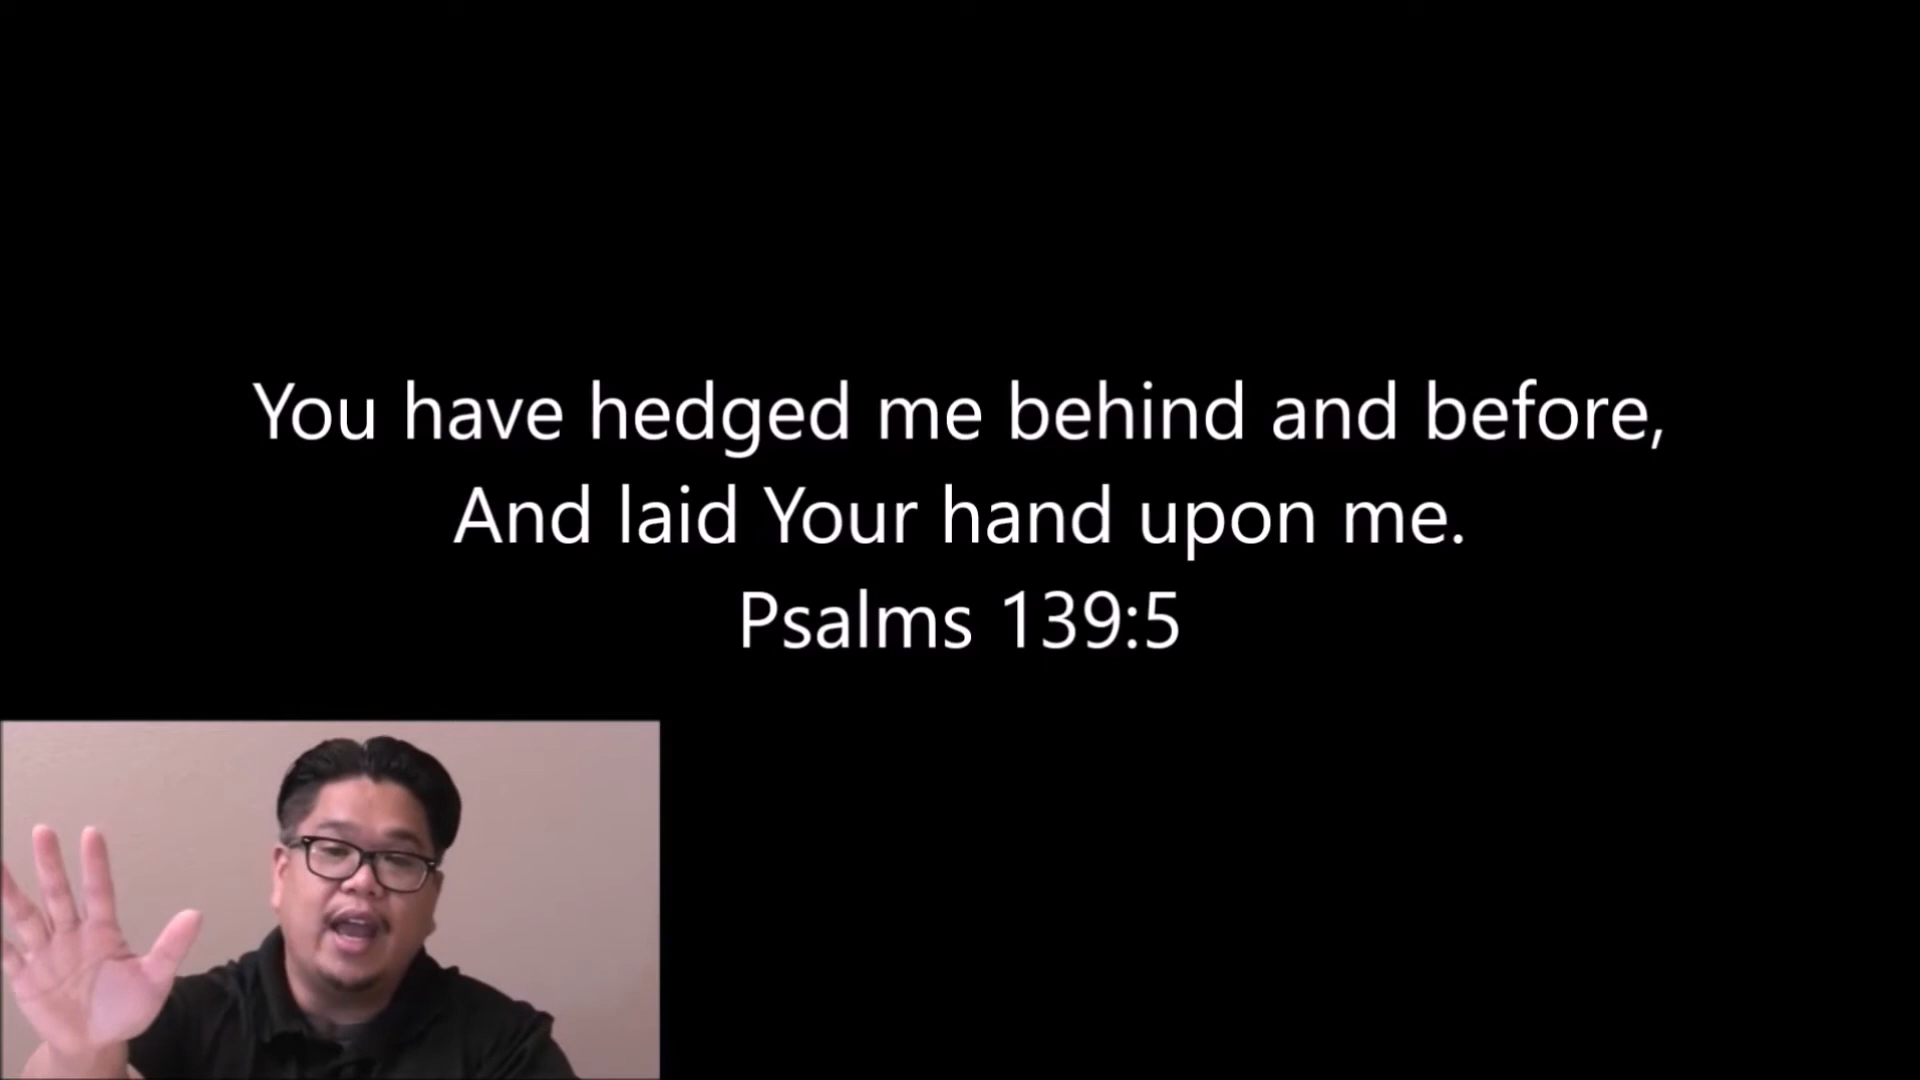 You have hedged me behind and before,
And laid Your hand upon me.
Psalms 139:5